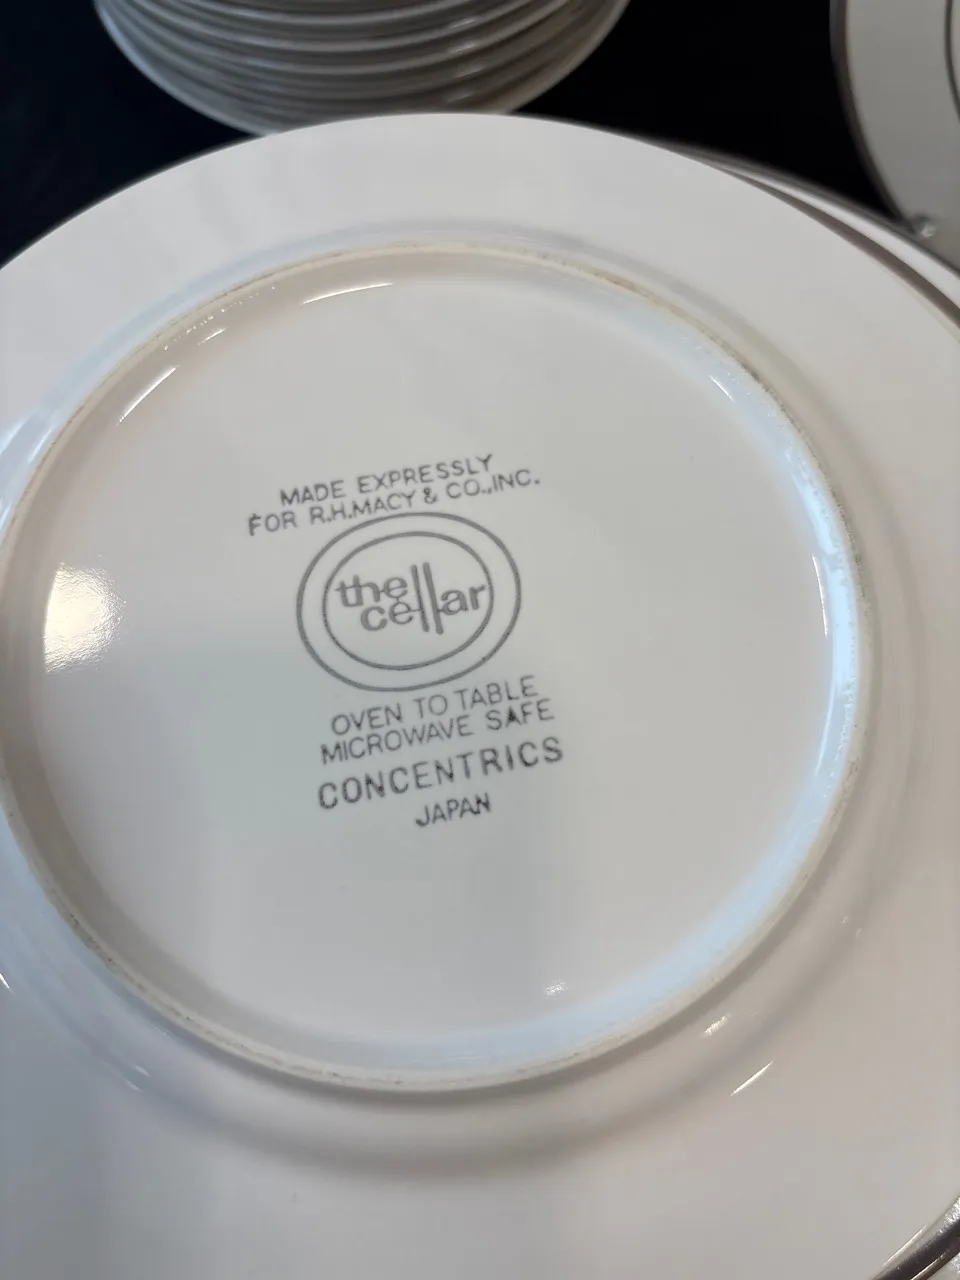 MADE EXPRESSLY
FOR R.H.MACY & CO.,INC.
the
cellar
OVEN TO TABLE
MICROWAVE SAFE
CONCENTRICS
JAPAN